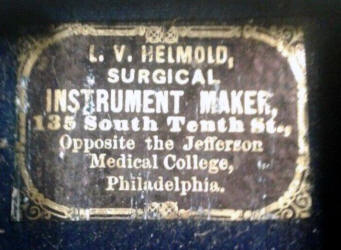 L. V. HELMOLD,
SURGICAL
INSTRUMENT MAKER,
135 South Tenth St.,
Opposite the Jefferson
Medical College,
Philadelphia.